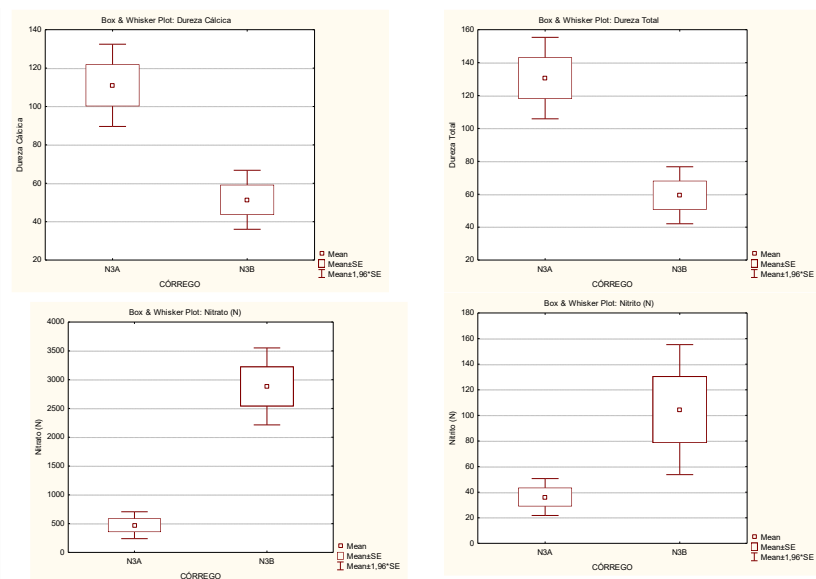 Box & Whisker Plot: Dureza Cálcica
140
120
100
80
60
40
20
Dureza Cálcica
N3A
N3B
CÓRREGO
Mean
Mean±SE
Mean±1,96*SE
Box & Whisker Plot: Dureza Total
160
140
120
100
80
60
40
20
Dureza Total
N3A
N3B
CÓRREGO
Mean
Mean±SE
Mean±1,96*SE
Box & Whisker Plot: Nitrato (N)
4000
3500
3000
2500
2000
1500
1000
500
0
Nitrato (N)
N3A
N3B
CÓRREGO
Mean
Mean±SE
Mean±1,96*SE
Box & Whisker Plot: Nitrito (N)
180
160
140
120
100
80
60
40
20
0
Nitrito (N)
N3A
N3B
CÓRREGO
Mean
Mean±SE
Mean±1,96*SE